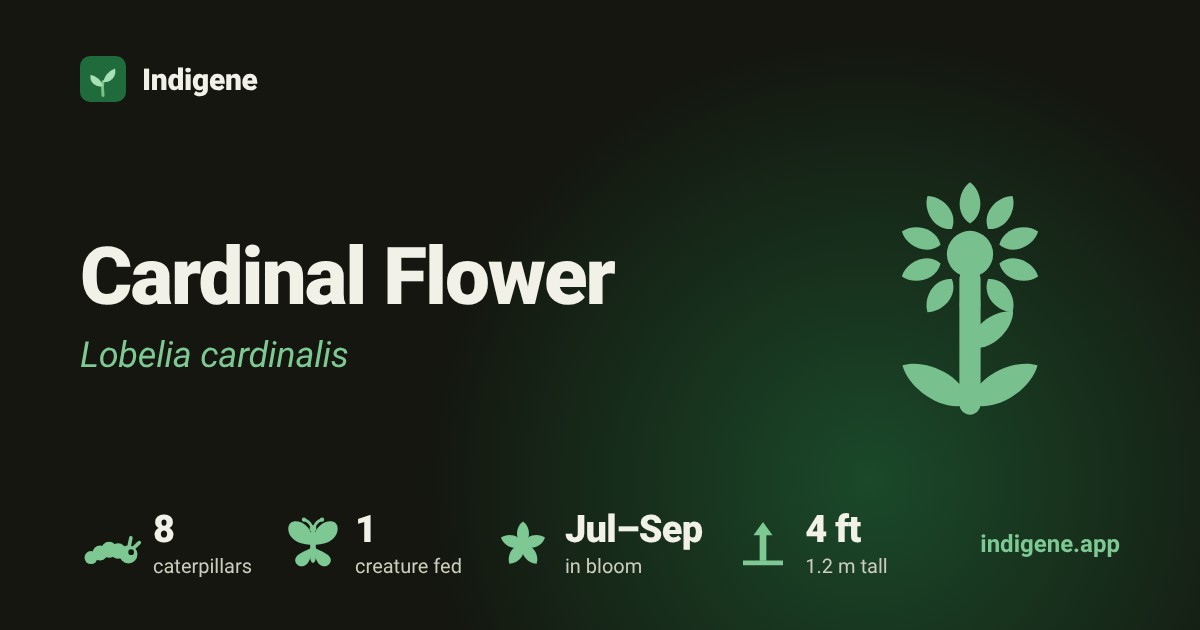 Indigene
Cardinal Flower
Lobelia cardinalis
8
caterpillars
1
creature fed
Jul–Sep
in bloom
4 ft
1.2 m tall
indigene.app